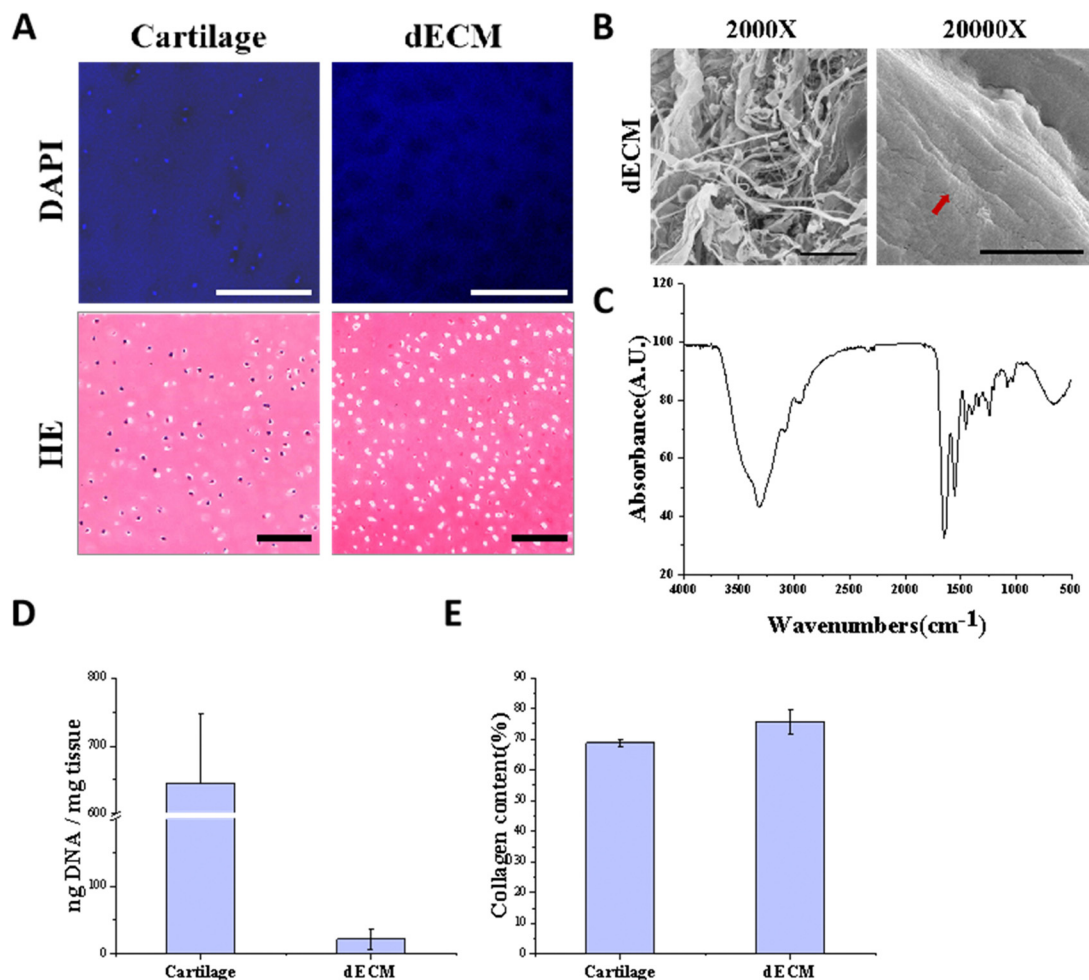 A
Cartilage
dECM
DAPI
HE
B
2000X
20000X
dECM
C
Absorbance(A.U.)
120
100
80
60
40
20
4000
3500
3000
2500
2000
1500
1000
500
Wavenumbers(cm-1)
D
ng DNA / mg tissue
800
700
600
100
0
Cartilage
dECM
E
Collagen content(%)
90
80
70
60
50
40
30
20
10
0
Cartilage
dECM